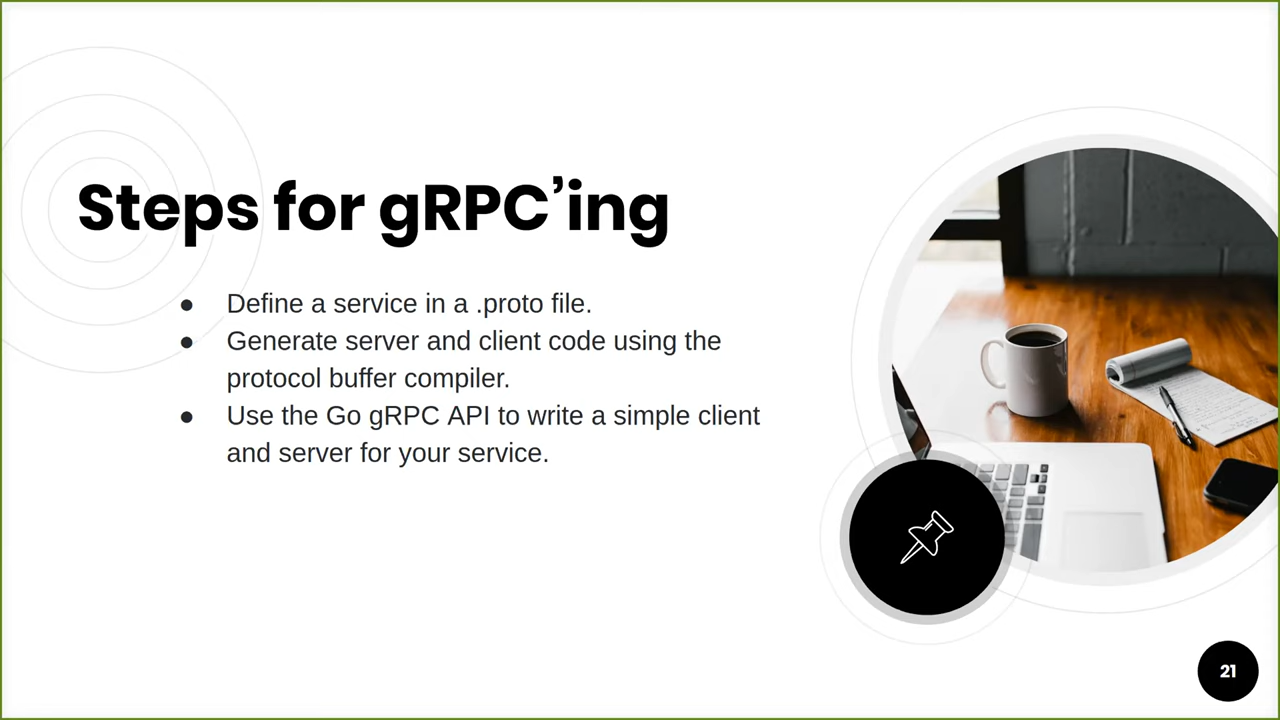 Steps for gRPC’ing
● Define a service in a .proto file.
● Generate server and client code using the
protocol buffer compiler.
● Use the Go gRPC API to write a simple client
and server for your service.
21